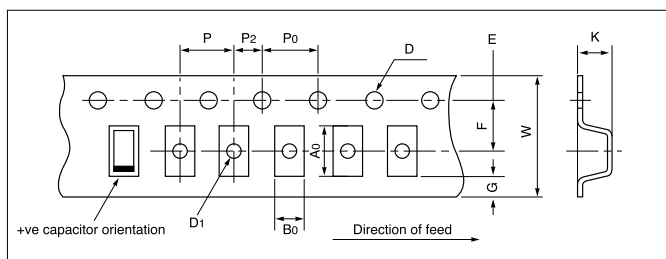 P P2 P0 D E K
F W
A0
G
D1 B0
+ve capacitor orientation Direction of feed